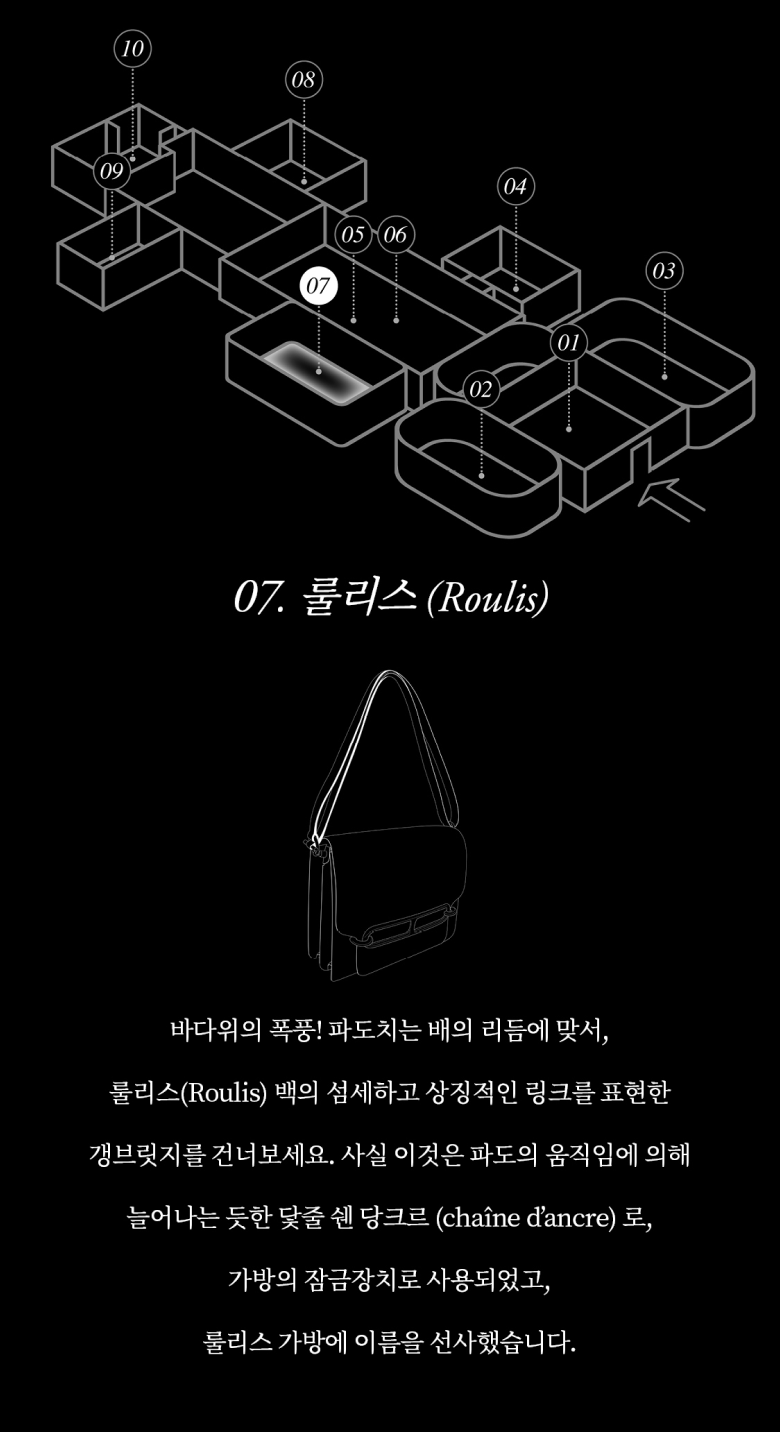 10
08
09
04
05 06
03
07
01
02
07. 룰리스 (Roulis)
바다위의 폭풍! 파도치는 배의 리듬에 맞서,
룰리스(Roulis) 백의 섬세하고 상징적인 링크를 표현한
갱브릿지를 건너보세요. 사실 이것은 파도의 움직임에 의해
늘어나는 듯한 닻줄 쉔 당크르 (chaîne d’ancre) 로,
가방의 잠금장치로 사용되었고,
룰리스 가방에 이름을 선사했습니다.